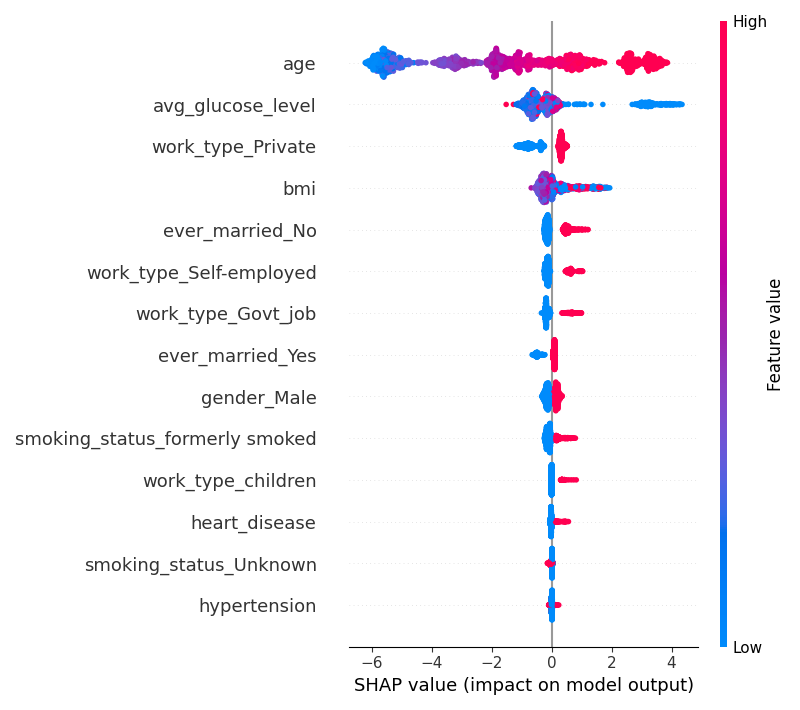 High
age
avg_glucose_level
work_type_Private
bmi
ever_married_No
work_type_Self-employed
work_type_Govt_job
ever_married_Yes
gender_Male
smoking_status_formerly smoked
work_type_children
heart_disease
smoking_status_Unknown
hypertension
Feature value
Low
−6 −4 −2 0 2 4
SHAP value (impact on model output)